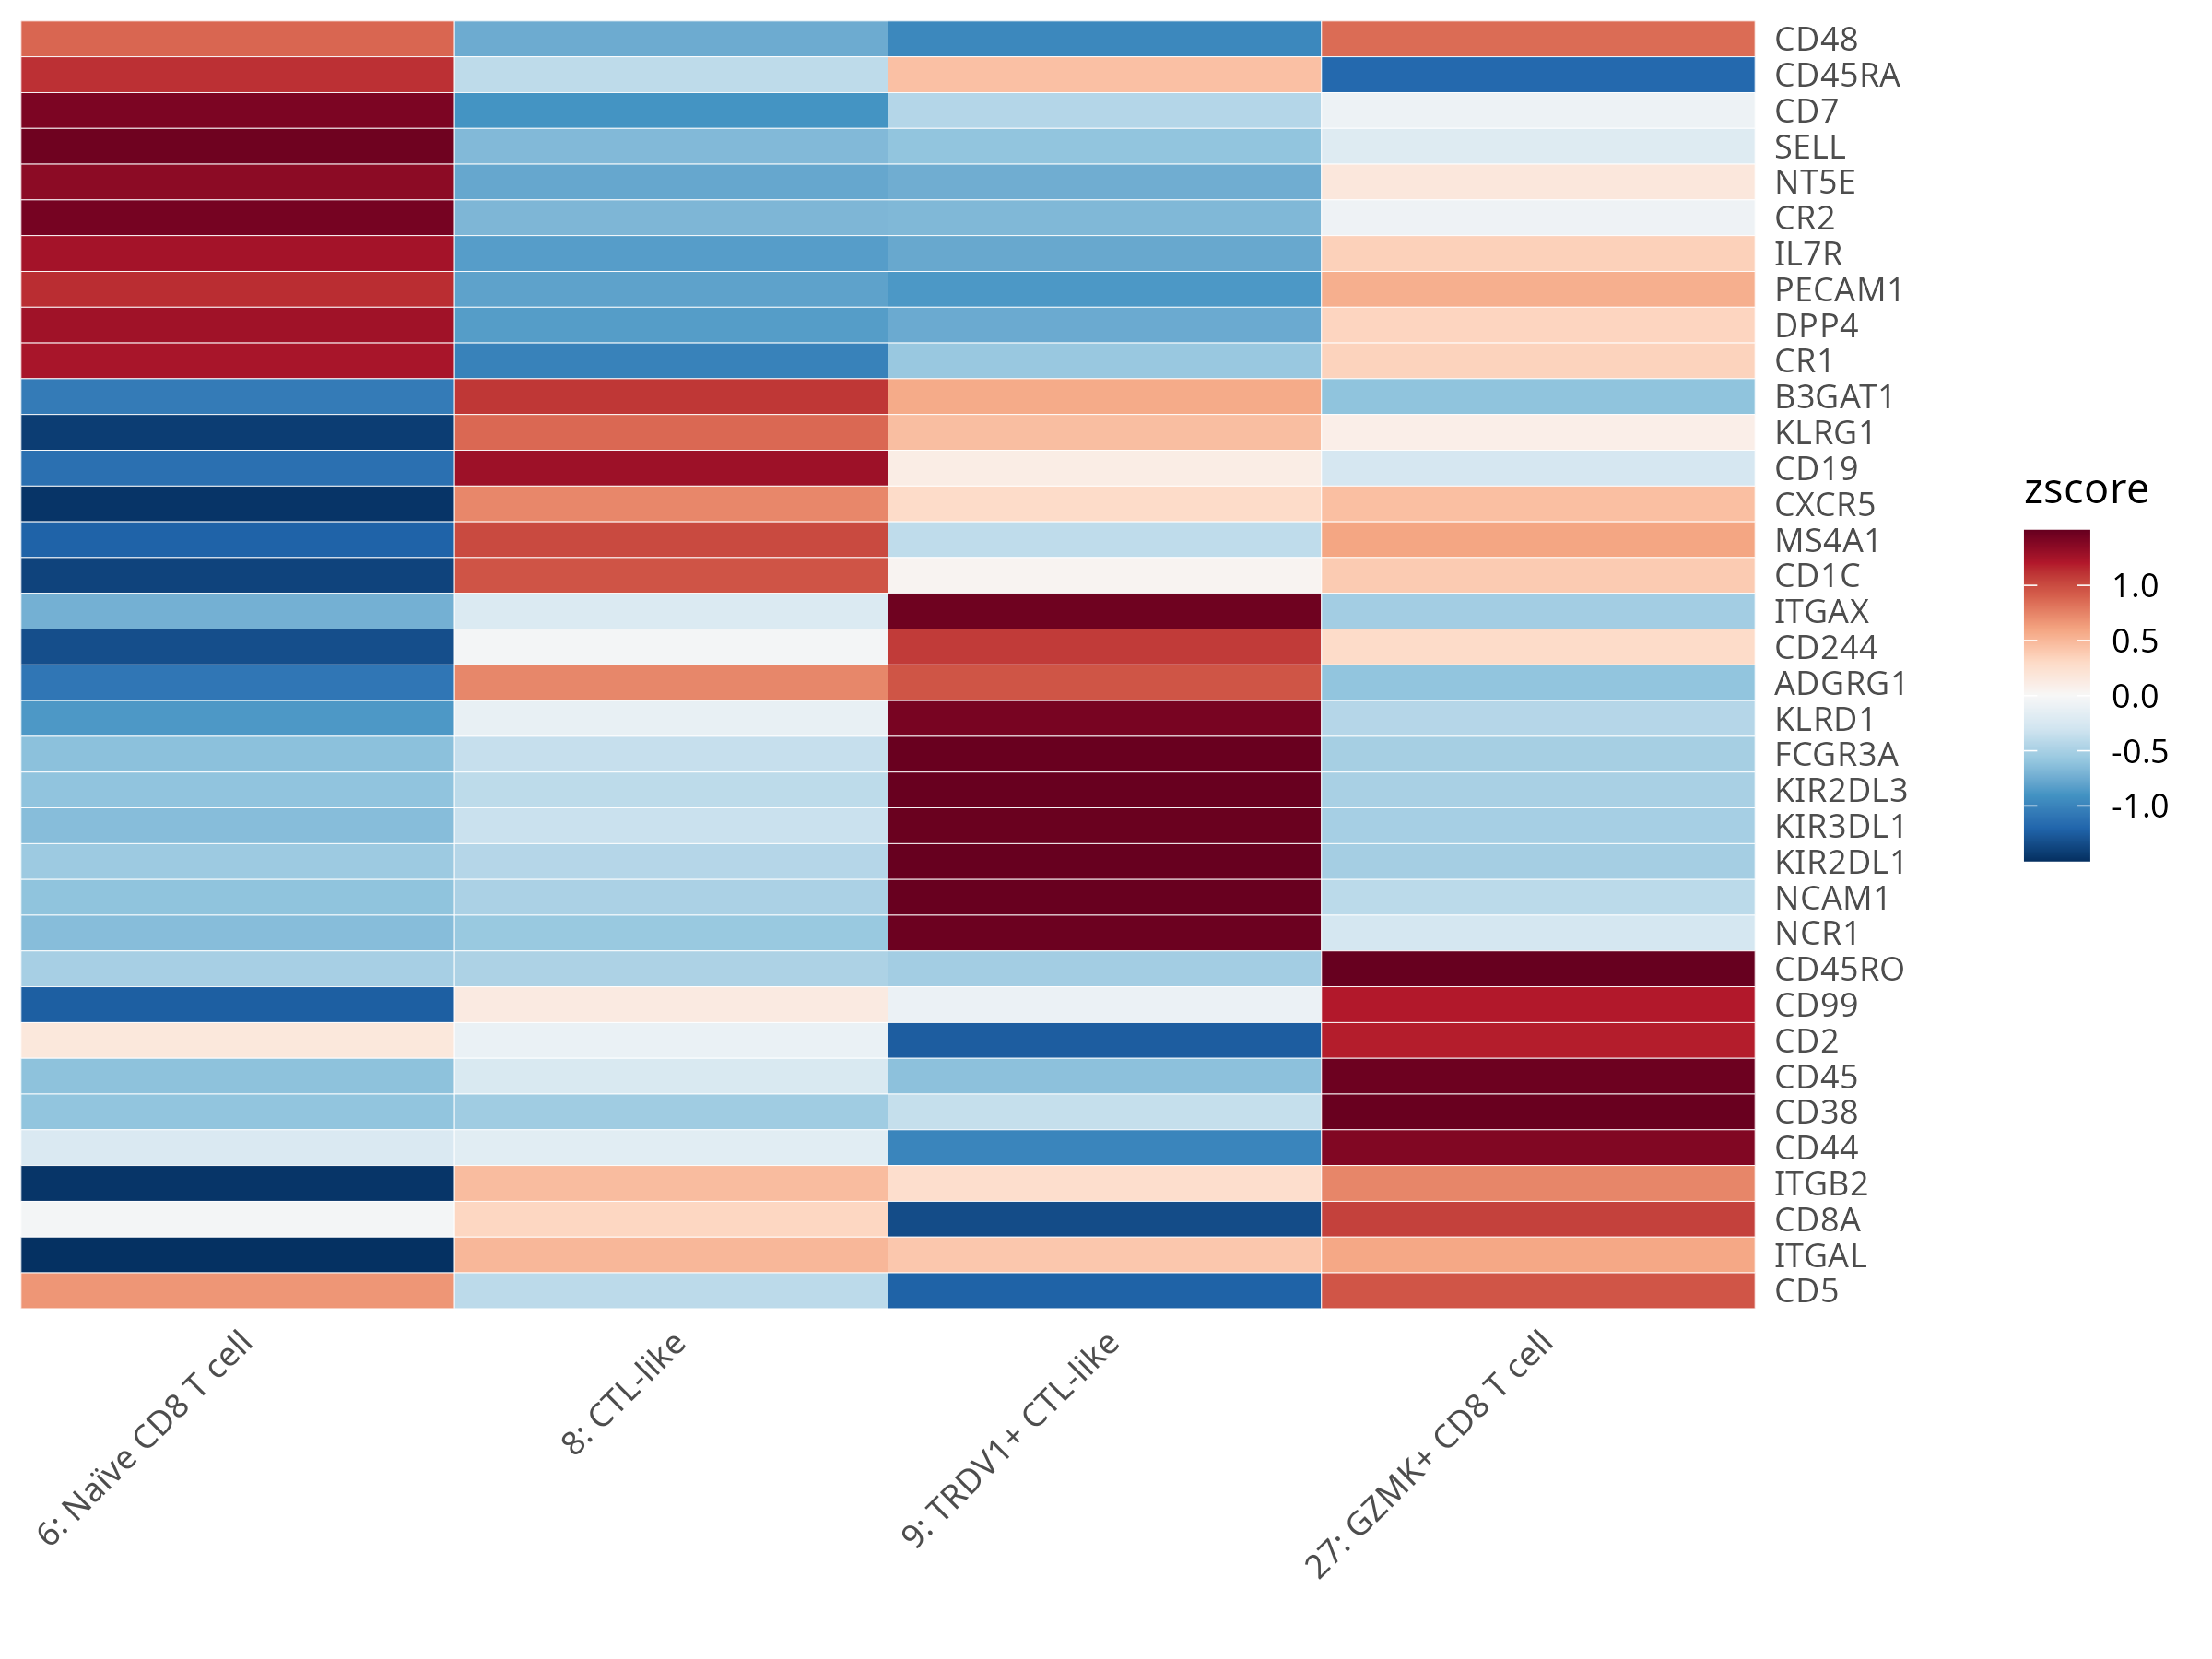 CD48
CD45RA
CD7
SELL
NT5E
CR2
IL7R
PECAM1
DPP4
CR1
B3GAT1
KLRG1
CD19
CXCR5
MS4A1
CD1C
ITGAX
CD244
ADGRG1
KLRD1
FCGR3A
KIR2DL3
KIR3DL1
KIR2DL1
NCAM1
NCR1
CD45RO
CD99
CD2
CD45
CD38
CD44
ITGB2
CD8A
ITGAL
CD5
zscore
1.0
0.5
0.0
-0.5
-1.0
6: Naïve CD8 T cell
8: CTL-like
9: TRDV1+ CTL-like
27: GZMK+ CD8 T cell